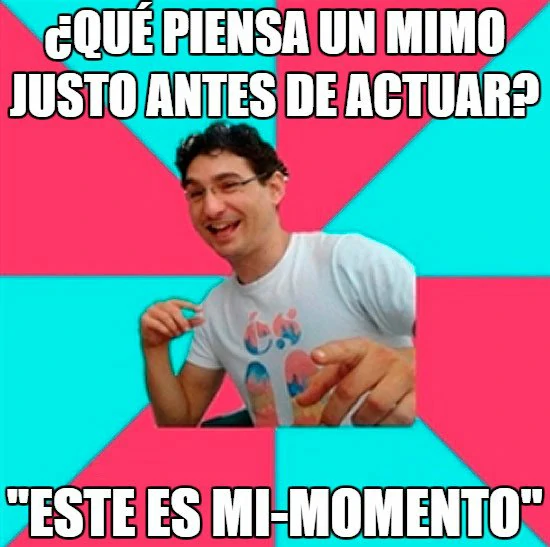 ¿QUÉ PIENSA UN MIMO
JUSTO ANTES DE ACTUAR?
"ESTE ES MI-MOMENTO"